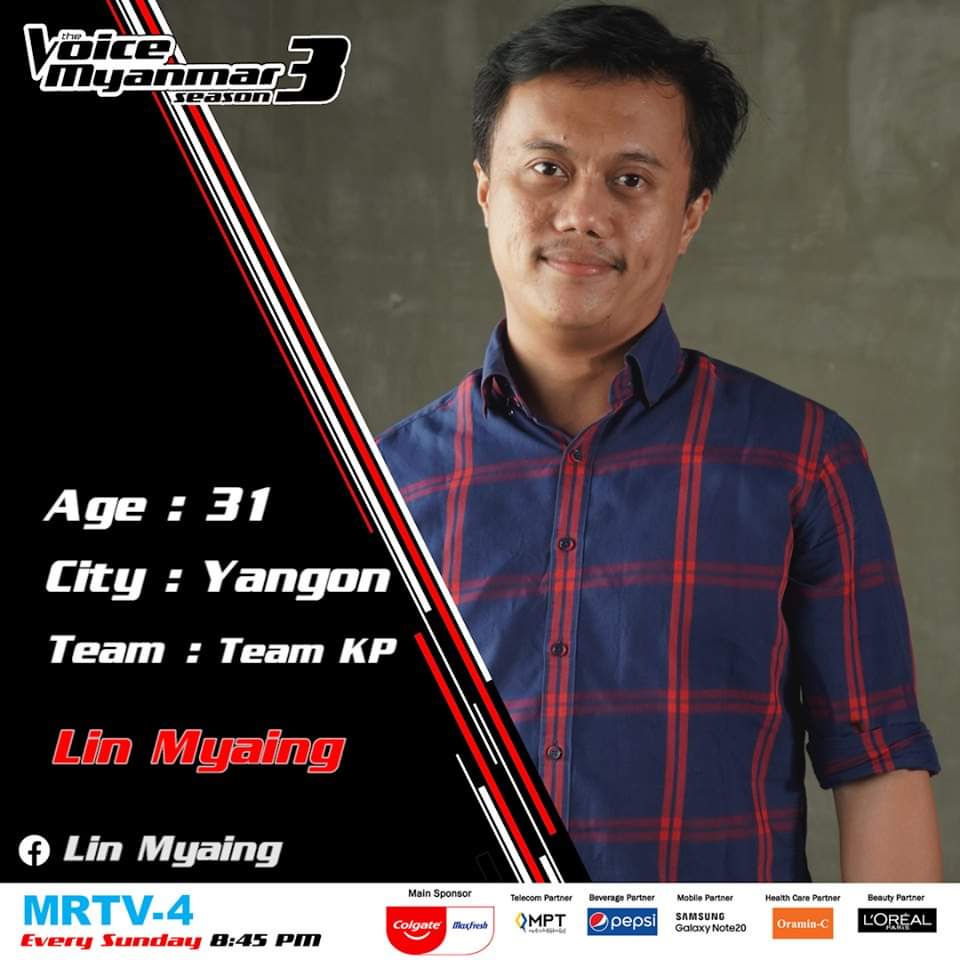 the
Voice
Myanmar
season 3
Age : 31
City : Yangon
Team : Team KP
Lin Myaing
Lin Myaing
MRTV-4
Every Sunday 8:45 PM
Main Sponsor
Colgate MaxFresh
Telecom Partner
MPT
Beverage Partner
pepsi
Mobile Partner
SAMSUNG
Galaxy Note20
Health Care Partner
Oramin-C
Beauty Partner
L'ORÉAL
PARIS